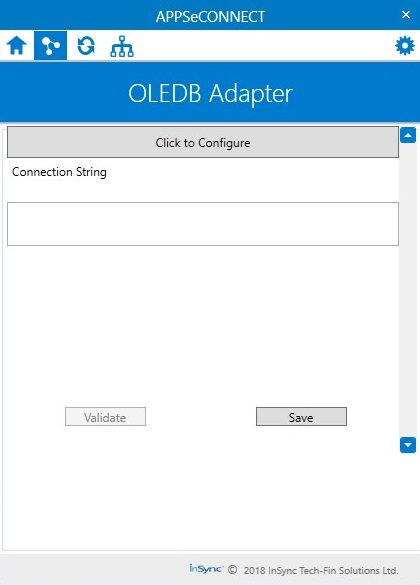 APPSeCONNECT
OLEDB Adapter
Click to Configure
Connection String
Validate
Save
InSync © 2018 InSync Tech-Fin Solutions Ltd.